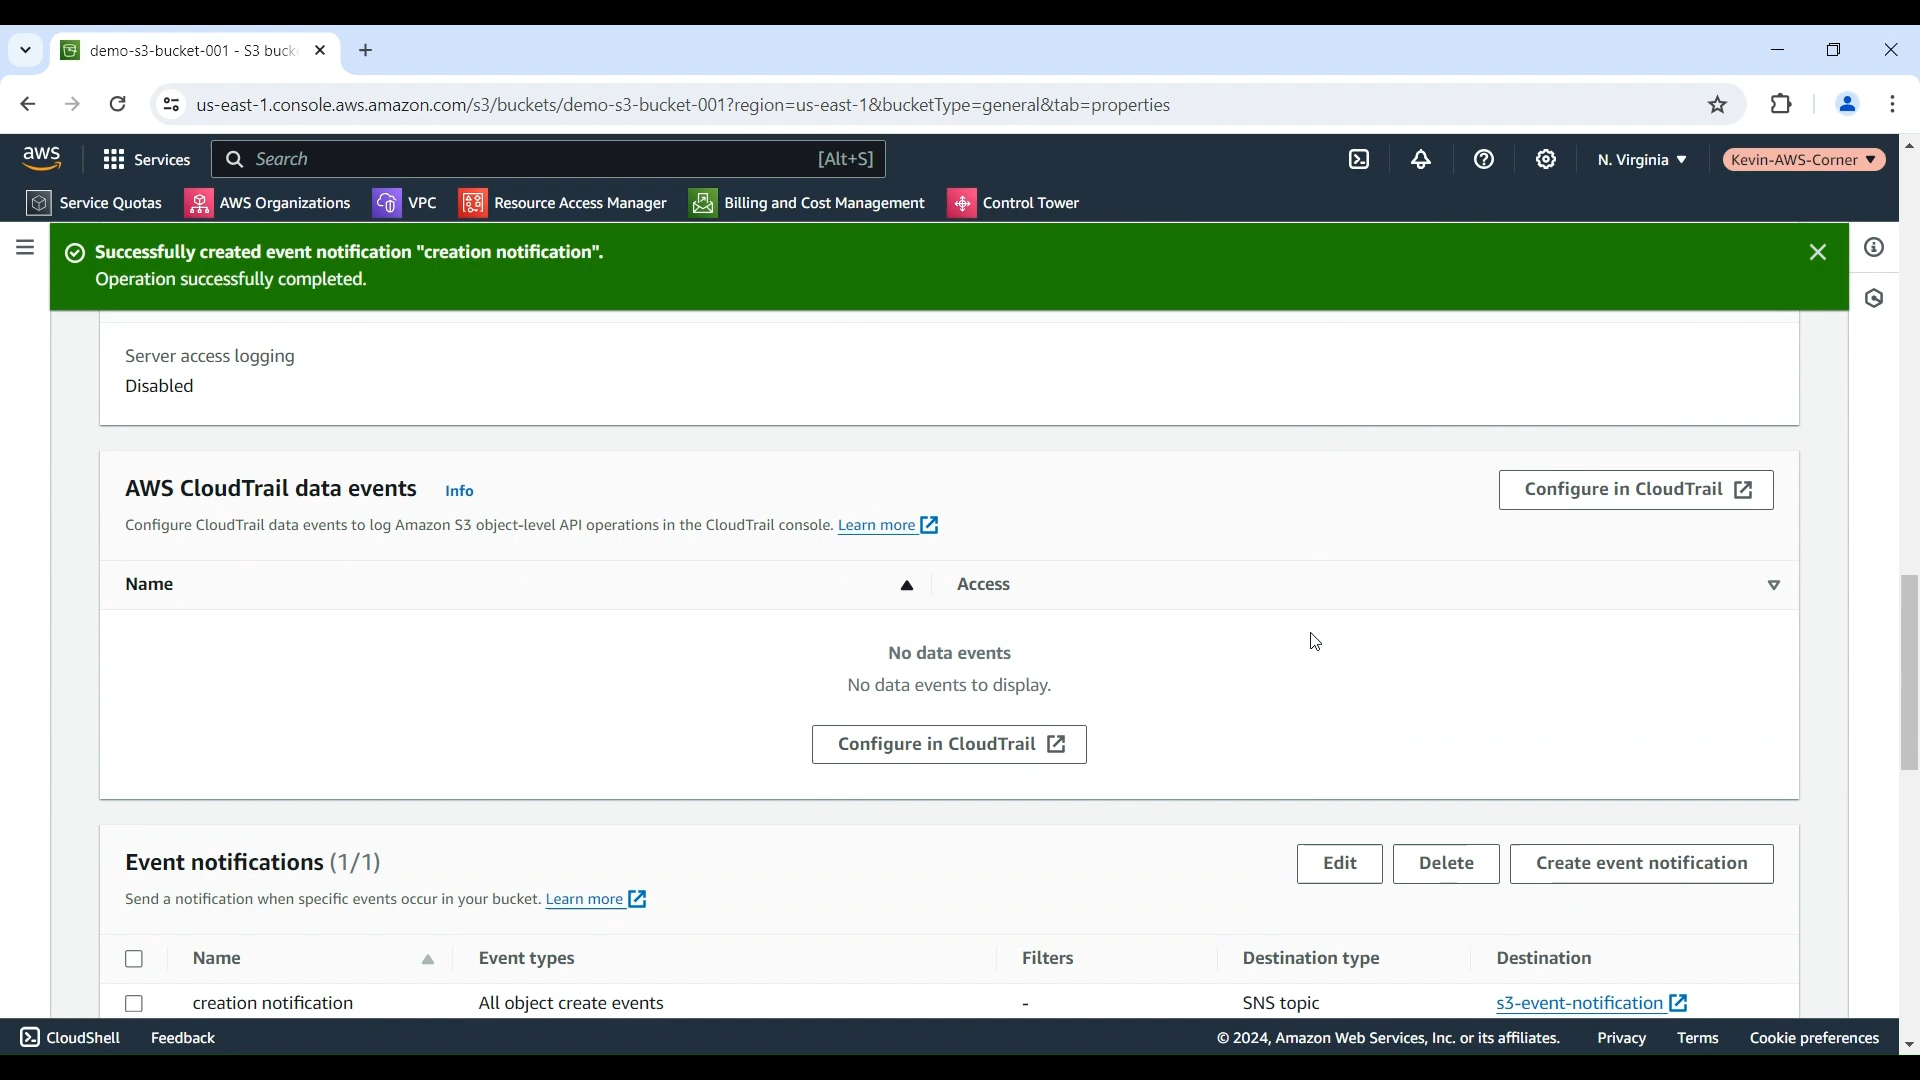 demo-s3-bucket-001 - S3 buck
us-east-1.console.aws.amazon.com/s3/buckets/demo-s3-bucket-001?region=us-east-1&bucketType=general&tab=properties
aws Services Search [Alt+S] N. Virginia Kevin-AWS-Corner
Service Quotas AWS Organizations VPC Resource Access Manager Billing and Cost Management Control Tower
Successfully created event notification "creation notification".
Operation successfully completed.
Server access logging
Disabled
AWS CloudTrail data events Info Configure in CloudTrail
Configure CloudTrail data events to log Amazon S3 object-level API operations in the CloudTrail console. Learn more
Name Access
No data events
No data events to display.
Configure in CloudTrail
Event notifications (1/1) Edit Delete Create event notification
Send a notification when specific events occur in your bucket. Learn more
Name Event types Filters Destination type Destination
creation notification All object create events - SNS topic s3-event-notification
CloudShell Feedback © 2024, Amazon Web Services, Inc. or its affiliates. Privacy Terms Cookie preferences